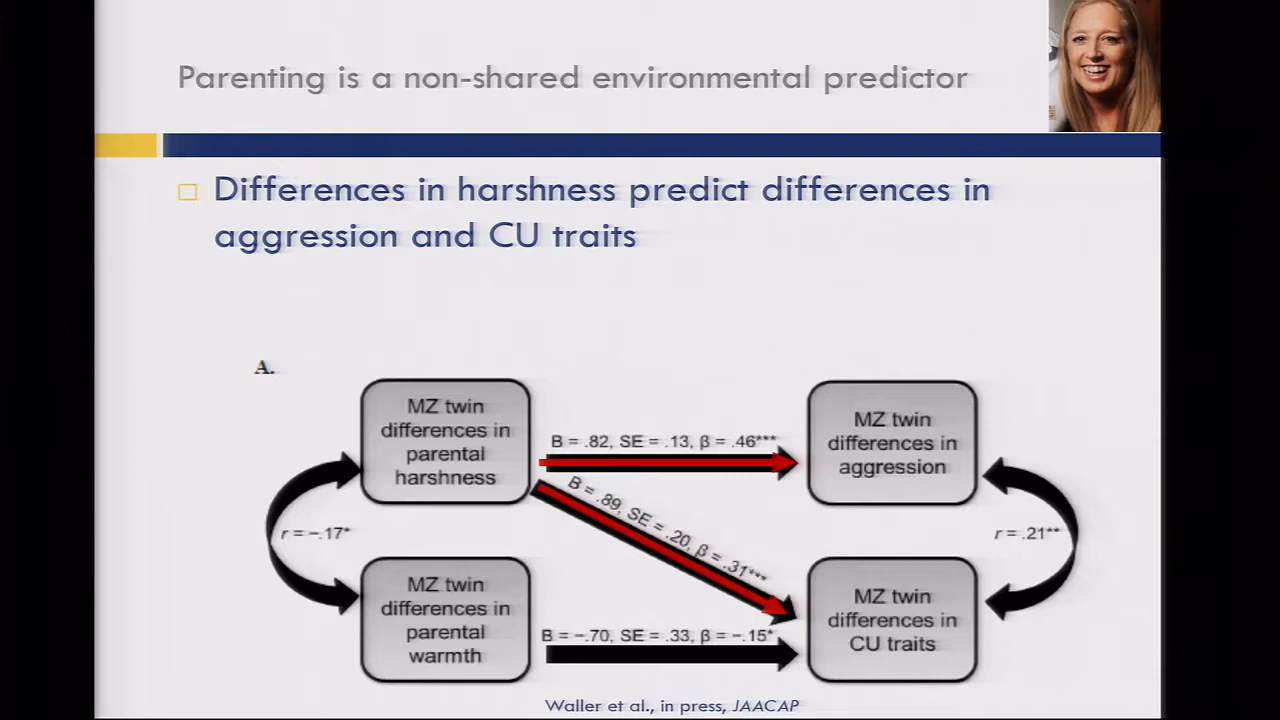 Parenting is a non-shared environmental predictor
Differences in harshness predict differences in
aggression and CU traits
A.
MZ twin
differences in
parental
harshness
B = .82, SE = .13, β = .46***
MZ twin
differences in
aggression
B = .89, SE = .20, β = .31***
r = –.17*
r = .21**
MZ twin
differences in
parental
warmth
B = –.70, SE = .33, β = –.15*
MZ twin
differences in
CU traits
Waller et al., in press, JAACAP